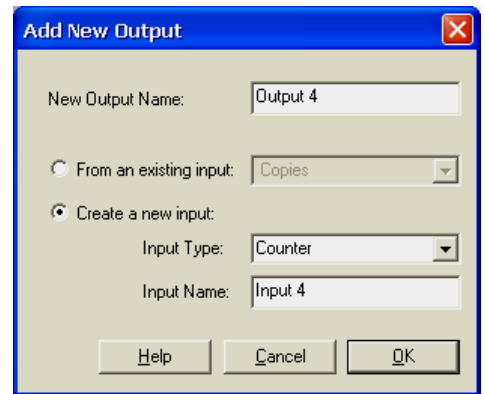 Add New Output
New Output Name: Output 4
From an existing input: Copies
Create a new input:
Input Type: Counter
Input Name: Input 4
Help Cancel OK